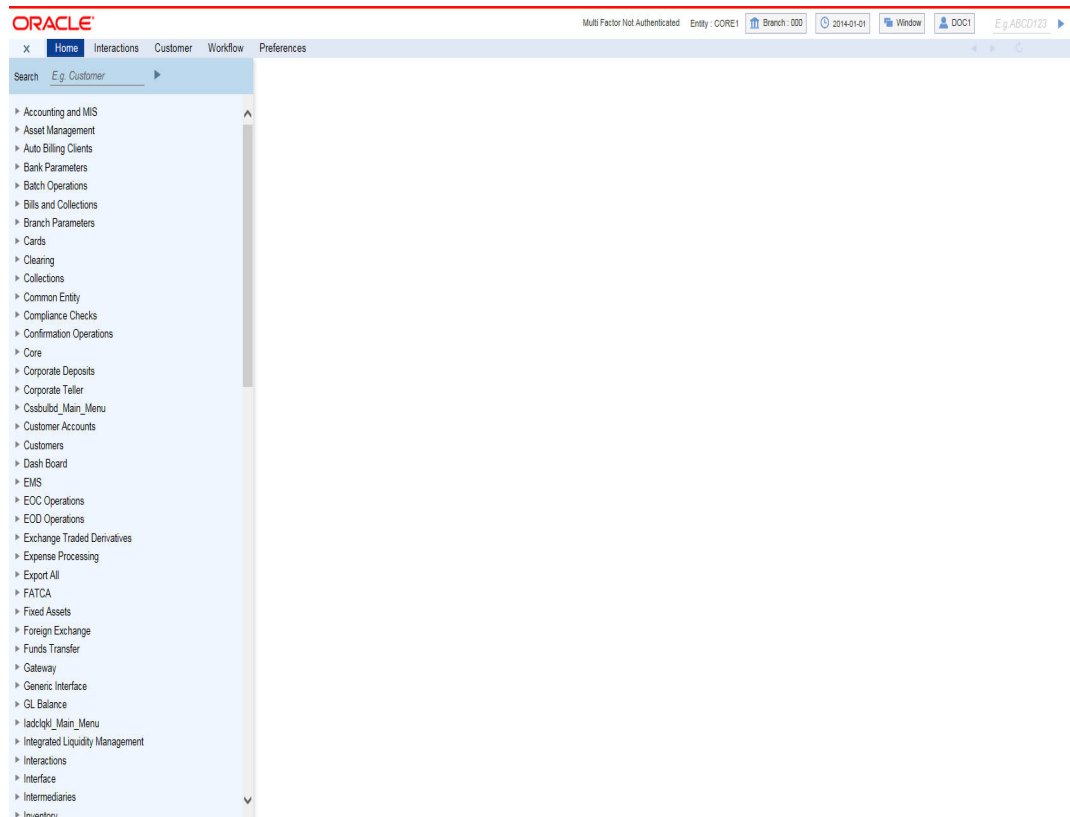 ORACLE®
Multi Factor Not Authenticated Entity : CORE1 Branch : 000 2014-01-01 Window DOC1 E.g.ABCD123
X Home Interactions Customer Workflow Preferences
Search E.g. Customer
Accounting and MIS
Asset Management
Auto Billing Clients
Bank Parameters
Batch Operations
Bills and Collections
Branch Parameters
Cards
Clearing
Collections
Common Entity
Compliance Checks
Confirmation Operations
Core
Corporate Deposits
Corporate Teller
Cssbulbd_Main_Menu
Customer Accounts
Customers
Dash Board
EMS
EOC Operations
EOD Operations
Exchange Traded Derivatives
Expense Processing
Export All
FATCA
Fixed Assets
Foreign Exchange
Funds Transfer
Gateway
Generic Interface
GL Balance
Iadclqkl_Main_Menu
Integrated Liquidity Management
Interactions
Interface
Intermediaries
Inventory